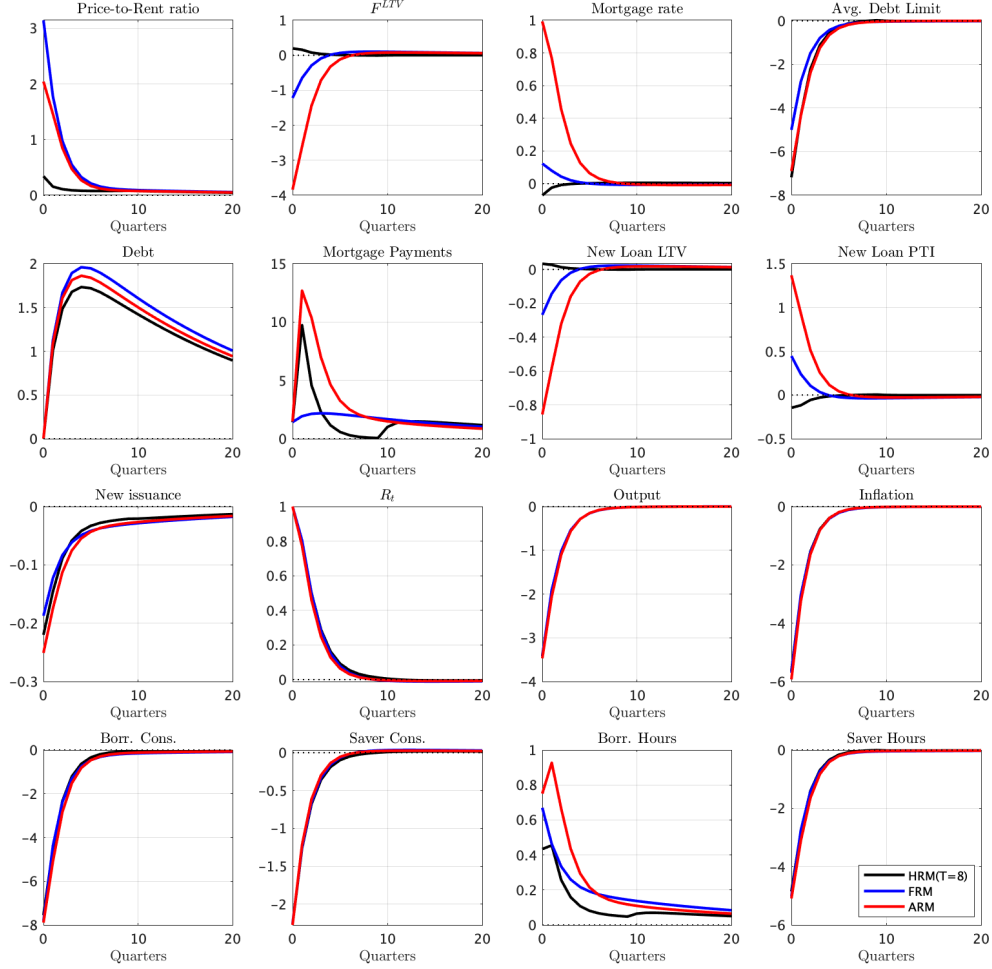 Price-to-Rent ratio
3
2
1
0
0 10 20
Quarters
F^{LTV}
1
0
−1
−2
−3
−4
0 10 20
Quarters
Mortgage rate
1
0.8
0.6
0.4
0.2
0
0 10 20
Quarters
Avg. Debt Limit
0
−2
−4
−6
−8
0 10 20
Quarters
Debt
2
1.5
1
0.5
0
0 10 20
Quarters
Mortgage Payments
15
10
5
0
0 10 20
Quarters
New Loan LTV
0
−0.2
−0.4
−0.6
−0.8
−1
0 10 20
Quarters
New Loan PTI
1.5
1
0.5
0
−0.5
0 10 20
Quarters
New issuance
0
−0.1
−0.2
−0.3
0 10 20
Quarters
R_t
1
0.8
0.6
0.4
0.2
0
0 10 20
Quarters
Output
0
−1
−2
−3
−4
0 10 20
Quarters
Inflation
0
−2
−4
−6
0 10 20
Quarters
Borr. Cons.
0
−2
−4
−6
−8
0 10 20
Quarters
Saver Cons.
0
−0.5
−1
−1.5
−2
0 10 20
Quarters
Borr. Hours
1
0.8
0.6
0.4
0.2
0
0 10 20
Quarters
Saver Hours
0
−2
−4
−6
0 10 20
Quarters
HRM(T=8)
FRM
ARM